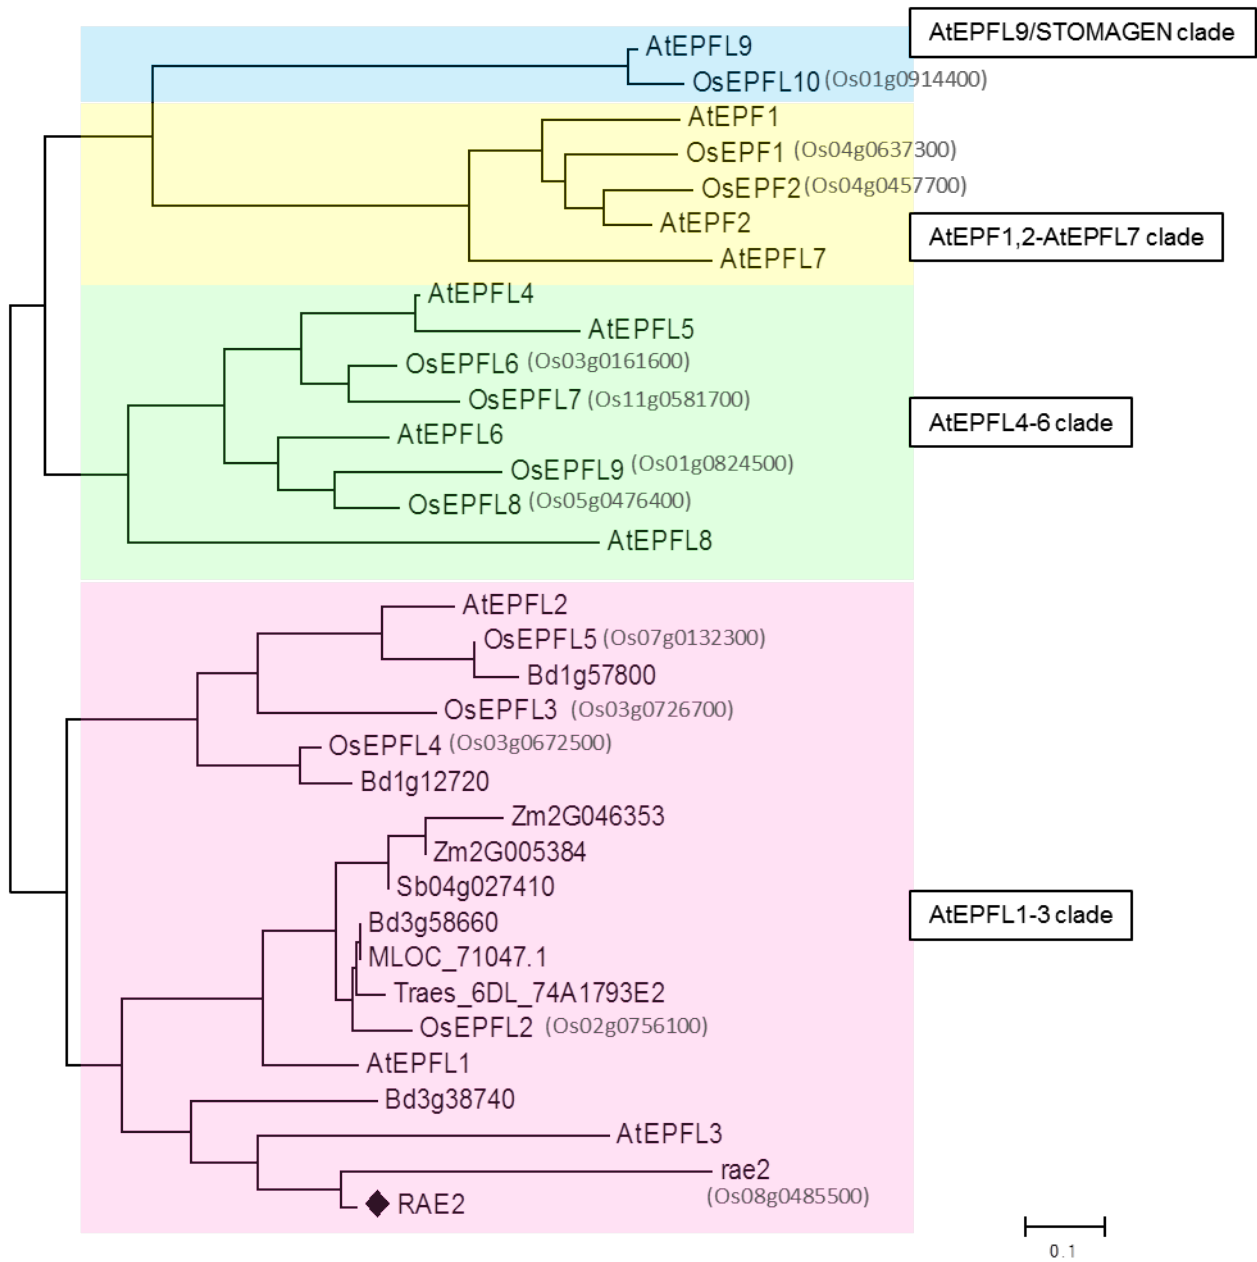 AtEPFL9/STOMAGEN clade
AtEPFL9
OsEPFL10 (Os01g0914400)
AtEPF1
OsEPF1 (Os04g0637300)
OsEPF2 (Os04g0457700)
AtEPF2
AtEPF1,2-AtEPFL7 clade
AtEPFL7
AtEPFL4
AtEPFL5
OsEPFL6 (Os03g0161600)
OsEPFL7 (Os11g0581700)
AtEPFL4-6 clade
AtEPFL6
OsEPFL9 (Os01g0824500)
OsEPFL8 (Os05g0476400)
AtEPFL8
AtEPFL2
OsEPFL5 (Os07g0132300)
Bd1g57800
OsEPFL3 (Os03g0726700)
OsEPFL4 (Os03g0672500)
Bd1g12720
Zm2G046353
Zm2G005384
Sb04g027410
AtEPFL1-3 clade
Bd3g58660
MLOC_71047.1
Traes_6DL_74A1793E2
OsEPFL2 (Os02g0756100)
AtEPFL1
Bd3g38740
AtEPFL3
rae2
(Os08g0485500)
RAE2
0.1